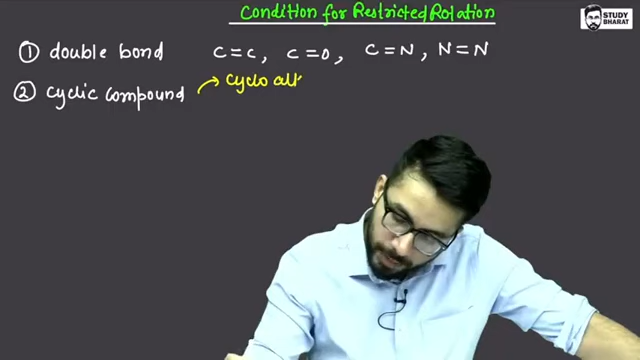 Condition for Restricted Rotation
STUDY
BHARAT
① double bond C=C, C=O, C=N, N=N
② Cyclic compound → Cyclo alk